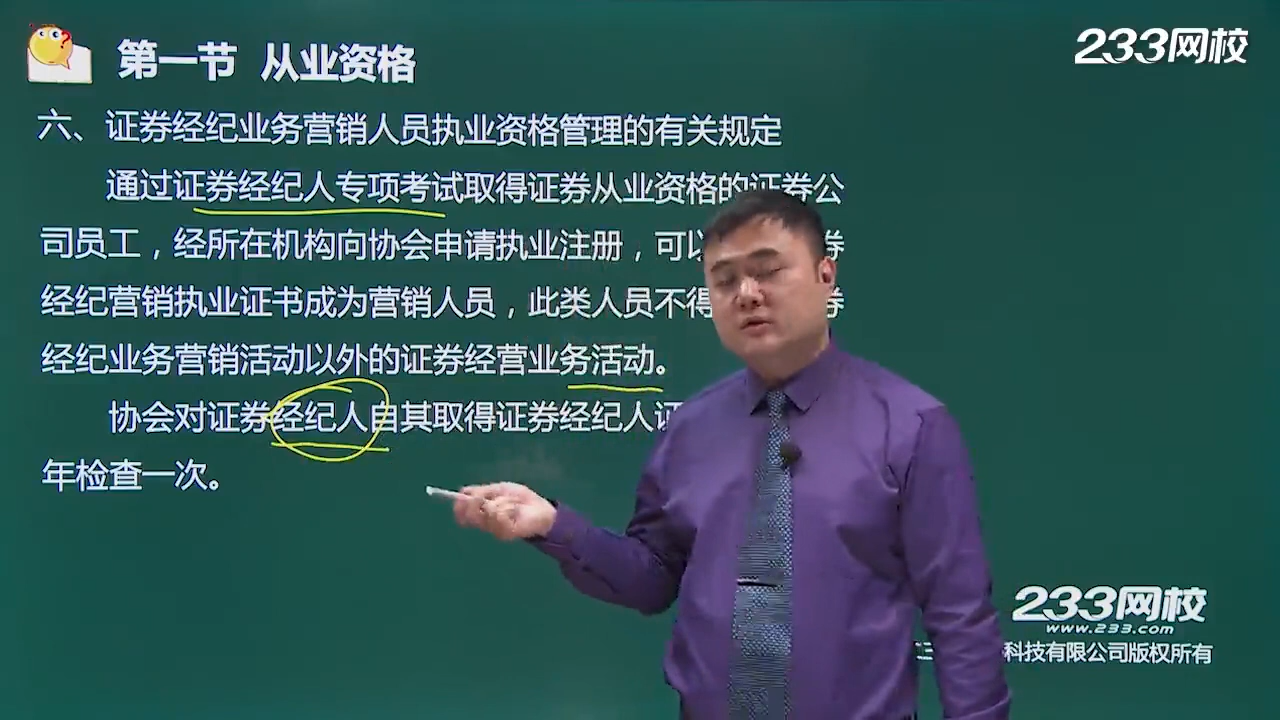 第一节 从业资格
233网校
六、证券经纪业务营销人员执业资格管理的有关规定
通过证券经纪人专项考试取得证券从业资格的证券公
司员工，经所在机构向协会申请执业注册，可以 券
经纪营销执业证书成为营销人员，此类人员不得 券
经纪业务营销活动以外的证券经营业务活动。
协会对证券经纪人自其取得证券经纪人证
年检查一次。
233网校
www.233.com
科技有限公司版权所有